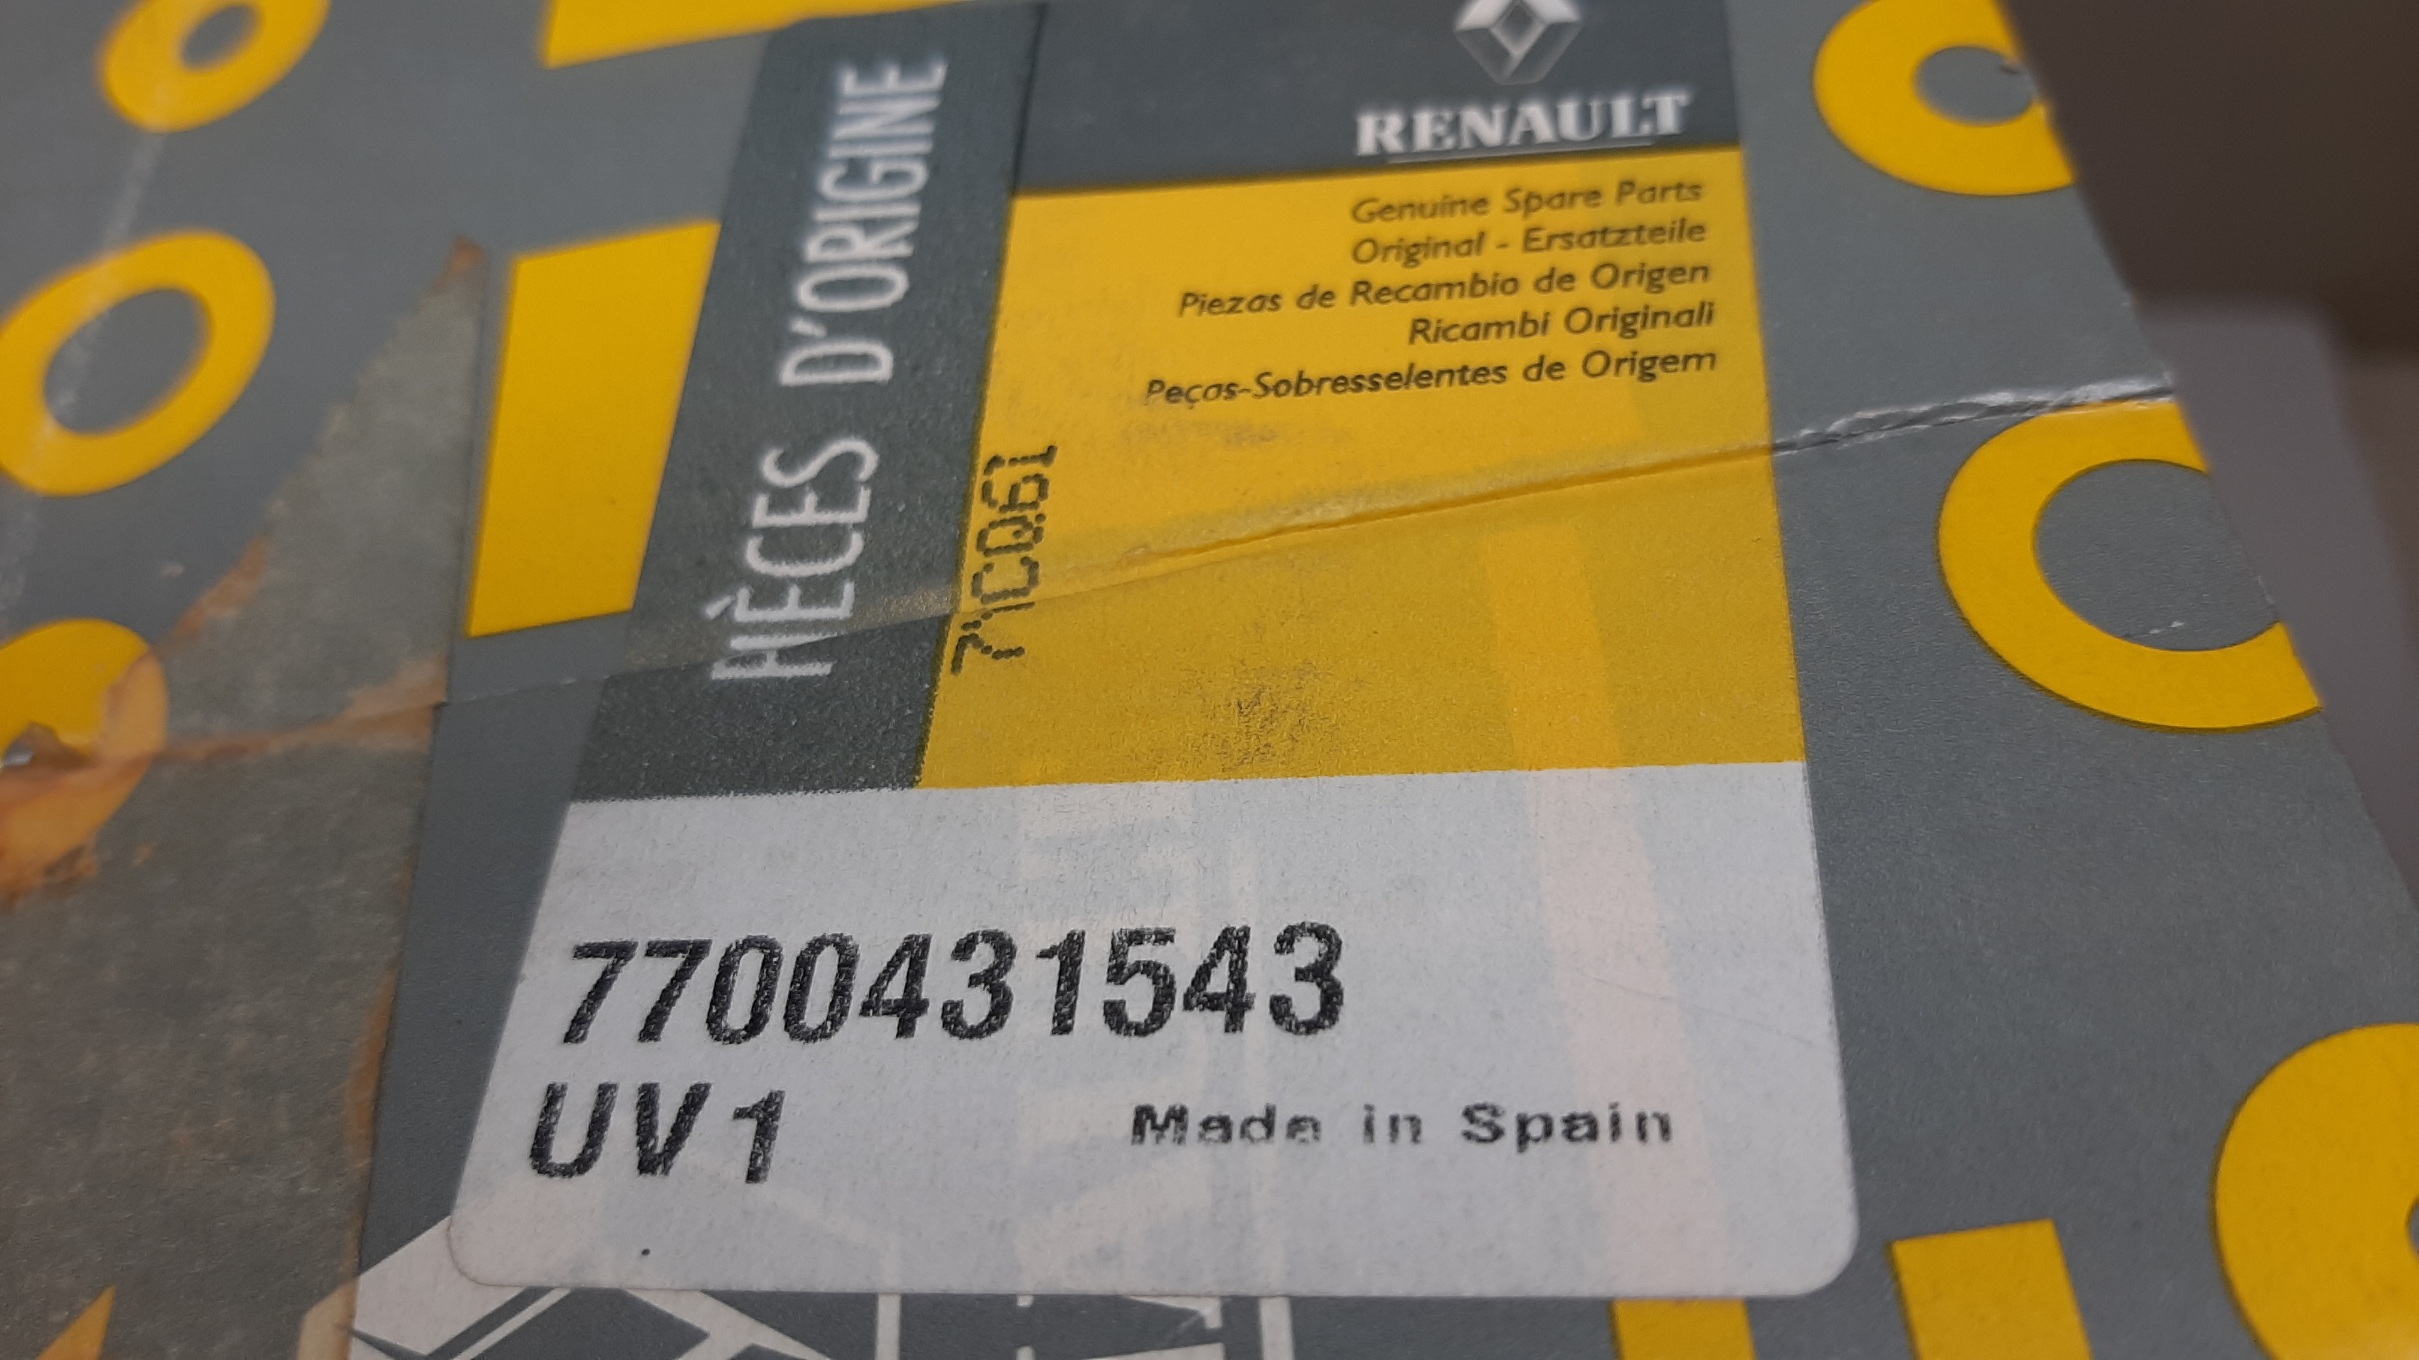 RENAULT
PIÈCES D'ORIGINE
Genuine Spare Parts
Original - Ersatzteile
Piezas de Recambio de Origen
Ricambi Originali
Peças-Sobresselentes de Origem
7700431543
UV1
Made in Spain